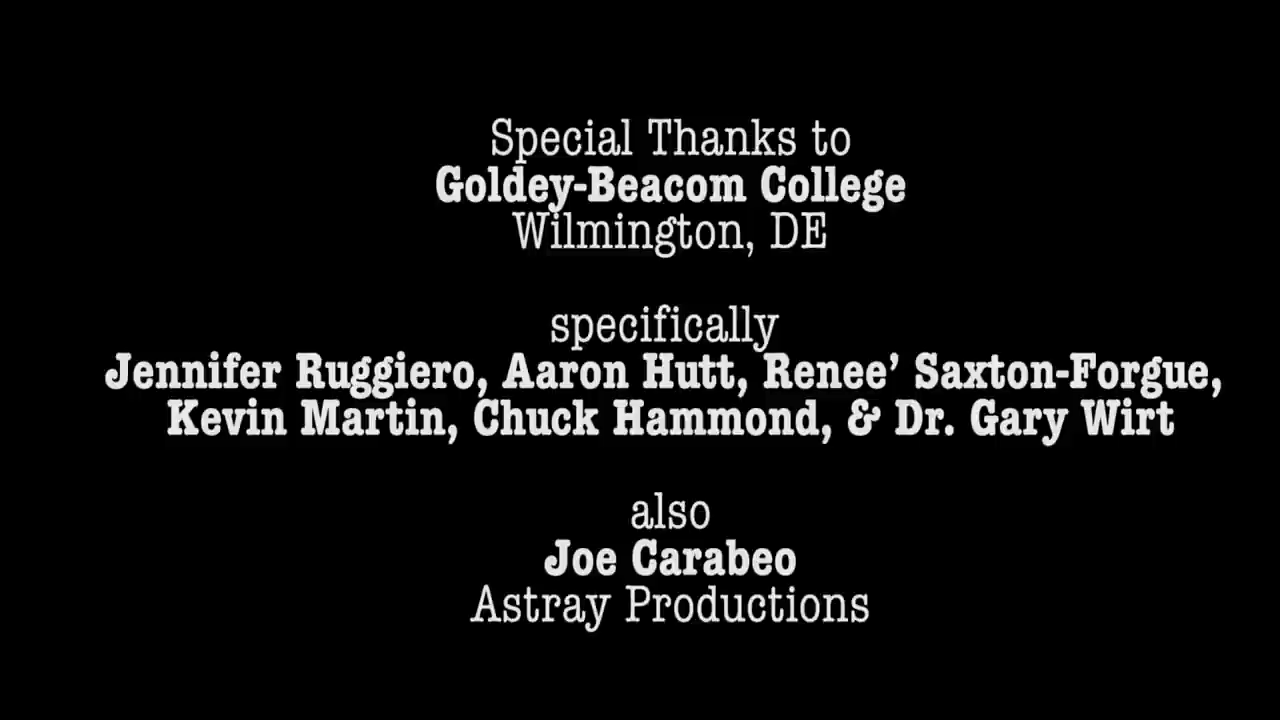 Special Thanks to
Goldey-Beacom College
Wilmington, DE
specifically
Jennifer Ruggiero, Aaron Hutt, Renee’ Saxton-Forgue,
Kevin Martin, Chuck Hammond, & Dr. Gary Wirt
also
Joe Carabeo
Astray Productions